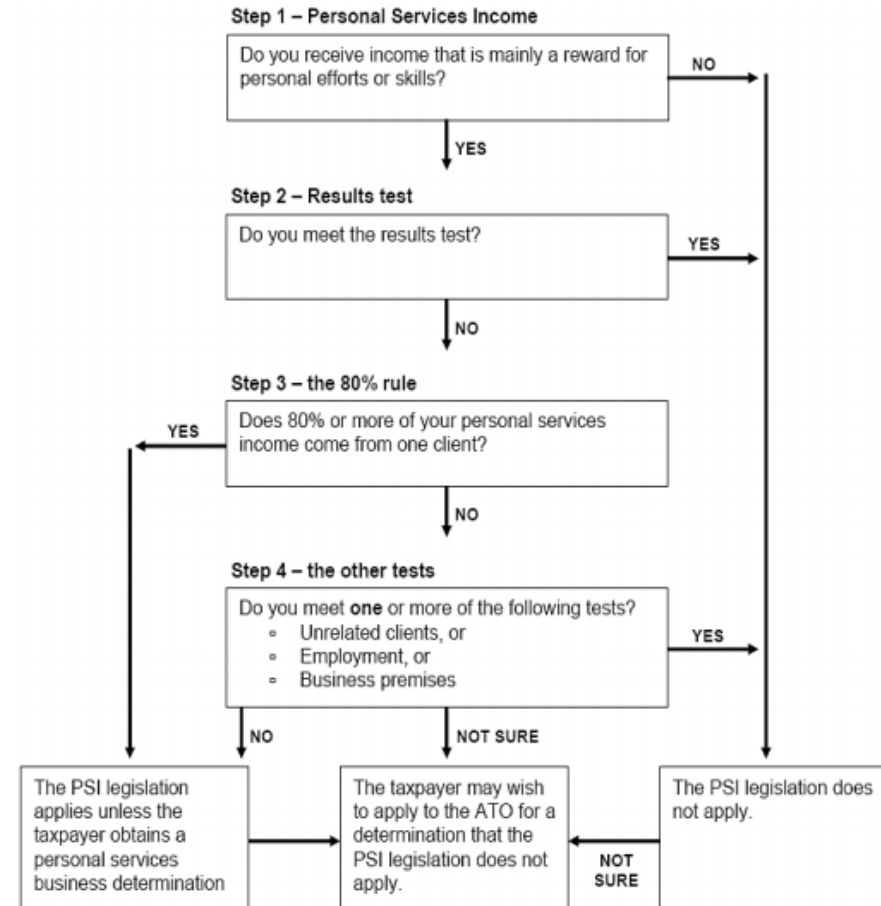 Step 1 – Personal Services Income
Do you receive income that is mainly a reward for
personal efforts or skills?
NO
YES
Step 2 – Results test
Do you meet the results test?
YES
NO
Step 3 – the 80% rule
Does 80% or more of your personal services
income come from one client?
YES
NO
Step 4 – the other tests
Do you meet one or more of the following tests?
▫ Unrelated clients, or
▫ Employment, or
▫ Business premises
YES
NO
NOT SURE
The PSI legislation
applies unless the
taxpayer obtains a
personal services
business determination
The taxpayer may wish
to apply to the ATO for a
determination that the
PSI legislation does not
apply.
The PSI legislation does
not apply.
NOT
SURE